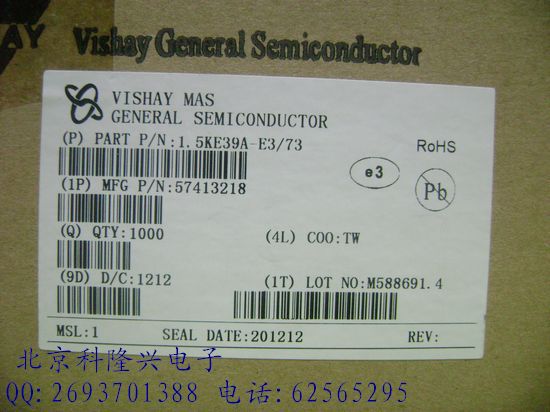 AY
Vishay General Semiconductor
VISHAY MAS
GENERAL SEMICONDUCTOR
(P) PART P/N:1.5KE39A-E3/73
RoHS
e3
Pb
(1P) MFG P/N:57413218
(Q) QTY:1000
(4L) COO:TW
(9D) D/C:1212
(1T) LOT NO:M588691.4
MSL:1 SEAL DATE:201212 REV:
北京科隆兴电子
QQ:2693701388 电话:62565295